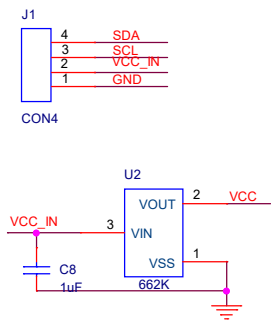 J1
4 SDA
3 SCL
2 VCC_IN
1 GND
CON4
U2
VOUT 2 VCC
VCC_IN 3 VIN
VSS 1
C8
1uF
662K